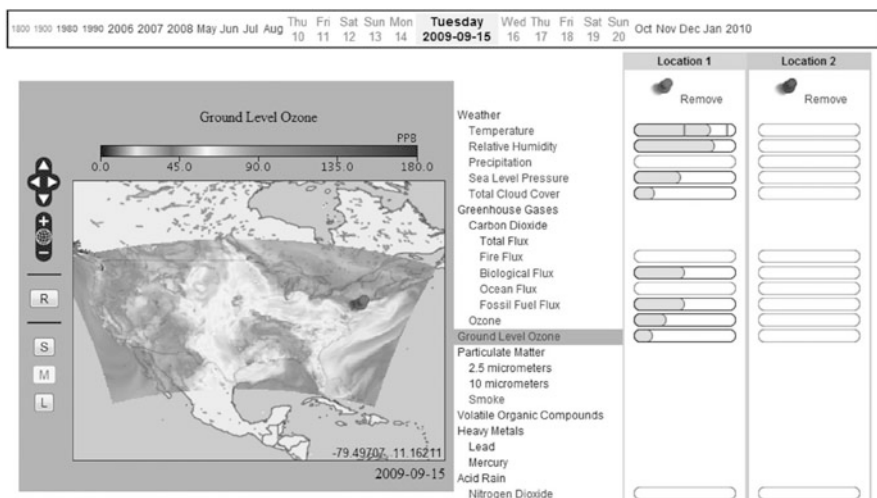 1800 1900 1980 1990 2006 2007 2008 May Jun Jul Aug Thu 10 Fri 11 Sat 12 Sun 13 Mon 14 Tuesday 2009-09-15 Wed 16 Thu 17 Fri 18 Sat 19 Sun 20 Oct Nov Dec Jan 2010
Location 1 Location 2
Remove Remove
Ground Level Ozone
PPB
0.0 45.0 90.0 135.0 180.0
+
−
R
S
M
L
-79.49707, 11.16211
2009-09-15
Weather
Temperature
Relative Humidity
Precipitation
Sea Level Pressure
Total Cloud Cover
Greenhouse Gases
Carbon Dioxide
Total Flux
Fire Flux
Biological Flux
Ocean Flux
Fossil Fuel Flux
Ozone
Ground Level Ozone
Particulate Matter
2.5 micrometers
10 micrometers
Smoke
Volatile Organic Compounds
Heavy Metals
Lead
Mercury
Acid Rain
Nitrogen Dioxide